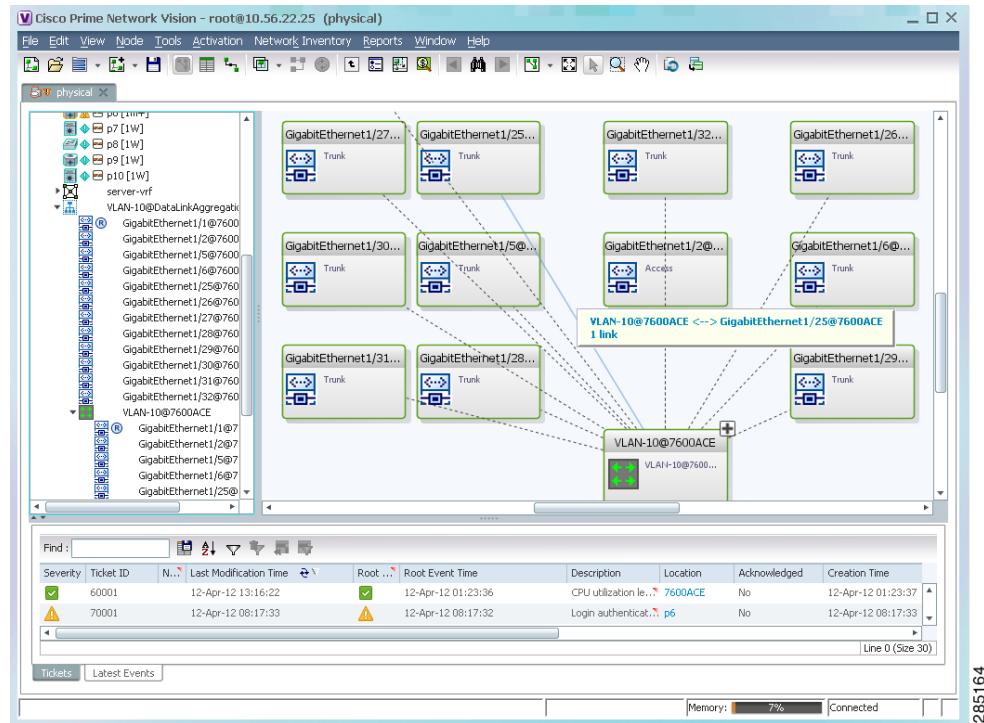 Cisco Prime Network Vision - root@10.56.22.25 (physical)
File Edit View Node Tools Activation Network Inventory Reports Window Help
physical
p6 [1m+]
p7 [1W]
p8 [1W]
p9 [1W]
p10 [1W]
server-vrf
VLAN-10@DataLinkAggregatio
GigabitEthernet1/1@7600
GigabitEthernet1/2@7600
GigabitEthernet1/5@7600
GigabitEthernet1/6@7600
GigabitEthernet1/25@760
GigabitEthernet1/26@760
GigabitEthernet1/27@760
GigabitEthernet1/28@760
GigabitEthernet1/29@760
GigabitEthernet1/30@760
GigabitEthernet1/31@760
GigabitEthernet1/32@760
VLAN-10@7600ACE
GigabitEthernet1/1@7
GigabitEthernet1/2@7
GigabitEthernet1/5@7
GigabitEthernet1/6@7
GigabitEthernet1/25@
GigabitEthernet1/27... GigabitEthernet1/25... GigabitEthernet1/32... GigabitEthernet1/26...
Trunk Trunk Trunk Trunk
GigabitEthernet1/30... GigabitEthernet1/5@... GigabitEthernet1/2@... GigabitEthernet1/6@...
Trunk Trunk Access Trunk
VLAN-10@7600ACE <--> GigabitEthernet1/25@7600ACE
1 link
GigabitEthernet1/31... GigabitEthernet1/28... GigabitEthernet1/29...
Trunk Trunk Trunk
VLAN-10@7600ACE
VLAN-10@7600...
Find :
Severity Ticket ID N... Last Modification Time Root ... Root Event Time Description Location Acknowledged Creation Time
60001 12-Apr-12 13:16:22 12-Apr-12 01:23:36 CPU utilization le... 7600ACE No 12-Apr-12 01:23:37
70001 12-Apr-12 08:17:33 12-Apr-12 08:17:32 Login authenticat... p6 No 12-Apr-12 08:17:33
Line 0 (Size 30)
Tickets Latest Events
Memory: 7% Connected
285164